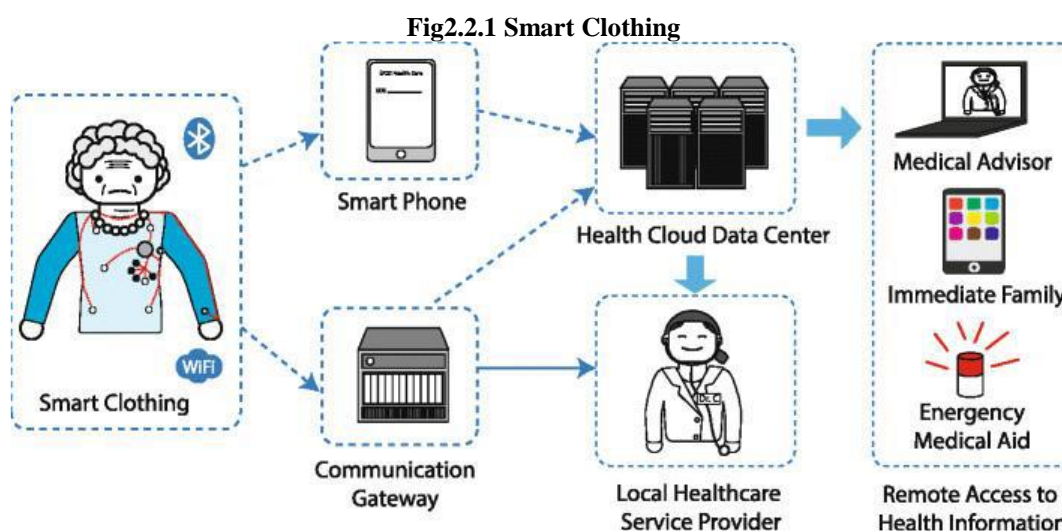 Fig2.2.1 Smart Clothing
Smart Phone
Health Cloud Data Center
Medical Advisor
Immediate Family
WiFi
Smart Clothing
Dr. C
Energency
Medical Aid
Communication
Gateway
Local Healthcare
Service Provider
Remote Access to
Health Information